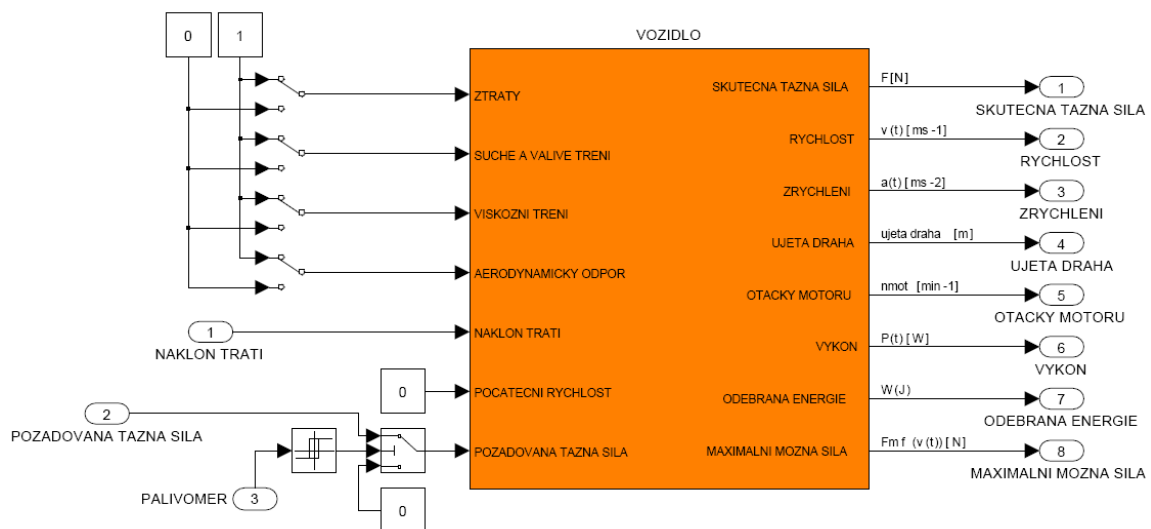 0
1
VOZIDLO
ZTRATY
SUCHE A VALIVE TRENI
VISKOZNI TRENI
AERODYNAMICKY ODPOR
NAKLON TRATI
POCATECNI RYCHLOST
POZADOVANA TAZNA SILA
SKUTECNA TAZNA SILA
RYCHLOST
ZRYCHLENI
UJETA DRAHA
OTACKY MOTORU
VYKON
ODEBRANA ENERGIE
MAXIMALNI MOZNA SILA
1
NAKLON TRATI
0
2
POZADOVANA TAZNA SILA
PALIVOMER
3
0
F[N]
1
SKUTECNA TAZNA SILA
v(t) [ms-1]
2
RYCHLOST
a(t) [ms-2]
3
ZRYCHLENI
ujeta draha [m]
4
UJETA DRAHA
nmot [min-1]
5
OTACKY MOTORU
P(t) [W]
6
VYKON
W(J)
7
ODEBRANA ENERGIE
Fm f (v(t)) [N]
8
MAXIMALNI MOZNA SILA